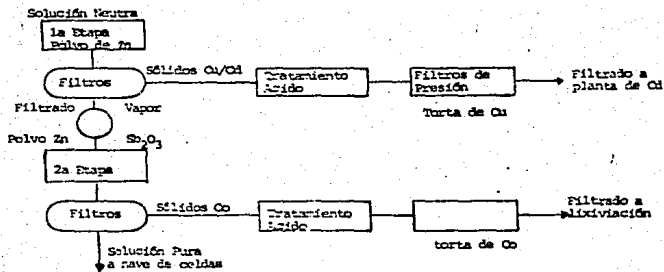 Solución Neutra
1a Etapa
Polvo de Zn
Filtros
Sólidos Cu/Cd
Tratamiento
Acido
Filtros de
Presión
Filtrado a
planta de Cd
Torta de Cu
Filtrado
Vapor
Polvo Zn
Sb2O3
2a Etapa
Filtros
Sólidos Co
Tratamiento
Acido
Filtrado a
lixiviación
torta de Co
Solución Pura
a nave de celdas